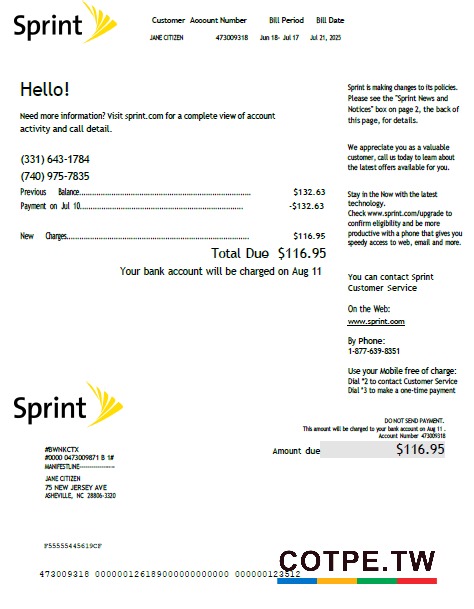 Sprint
Customer Account Number Bill Period Bill Date
JANE CITIZEN 473009318 Jun 18- Jul 17 Jul 21, 2025
Hello!
Need more information? Visit sprint.com for a complete view of account
activity and call detail.
(331) 643-1784
(740) 975-7835
Previous Balance................................................................................ $132.63
Payment on Jul 10............................................................................ -$132.63
New Charges.................................................................................... $116.95
Total Due $116.95
Your bank account will be charged on Aug 11
Sprint is making changes to its policies.
Please see the "Sprint News and
Notices" box on page 2, the back of
this page, for details.
We appreciate you as a valuable
customer, call us today to learn about
the latest offers available for you.
Stay in the Now with the latest
technology.
Check www.sprint.com/upgrade to
confirm eligibility and be more
productive with a phone that gives you
speedy access to web, email and more.
You can contact Sprint
Customer Service
On the Web:
www.sprint.com
By Phone:
1-877-639-8351
Use your Mobile free of charge:
Dial *2 to contact Customer Service
Dial *3 to make a one-time payment
Sprint
DO NOT SEND PAYMENT.
This amount will be charged to your bank account on Aug 11 .
Account Number 473009318
Amount due $116.95
#BWNKCTX
#0000 0473009871 B 1#
MANIFESTLINE-----------------
JANE CITIZEN
75 NEW JERSEY AVE
ASHEVILLE, NC 28806-3320
F55555445619CF
COTPE.TW
473009318 0000001261890000000000000 000000123512